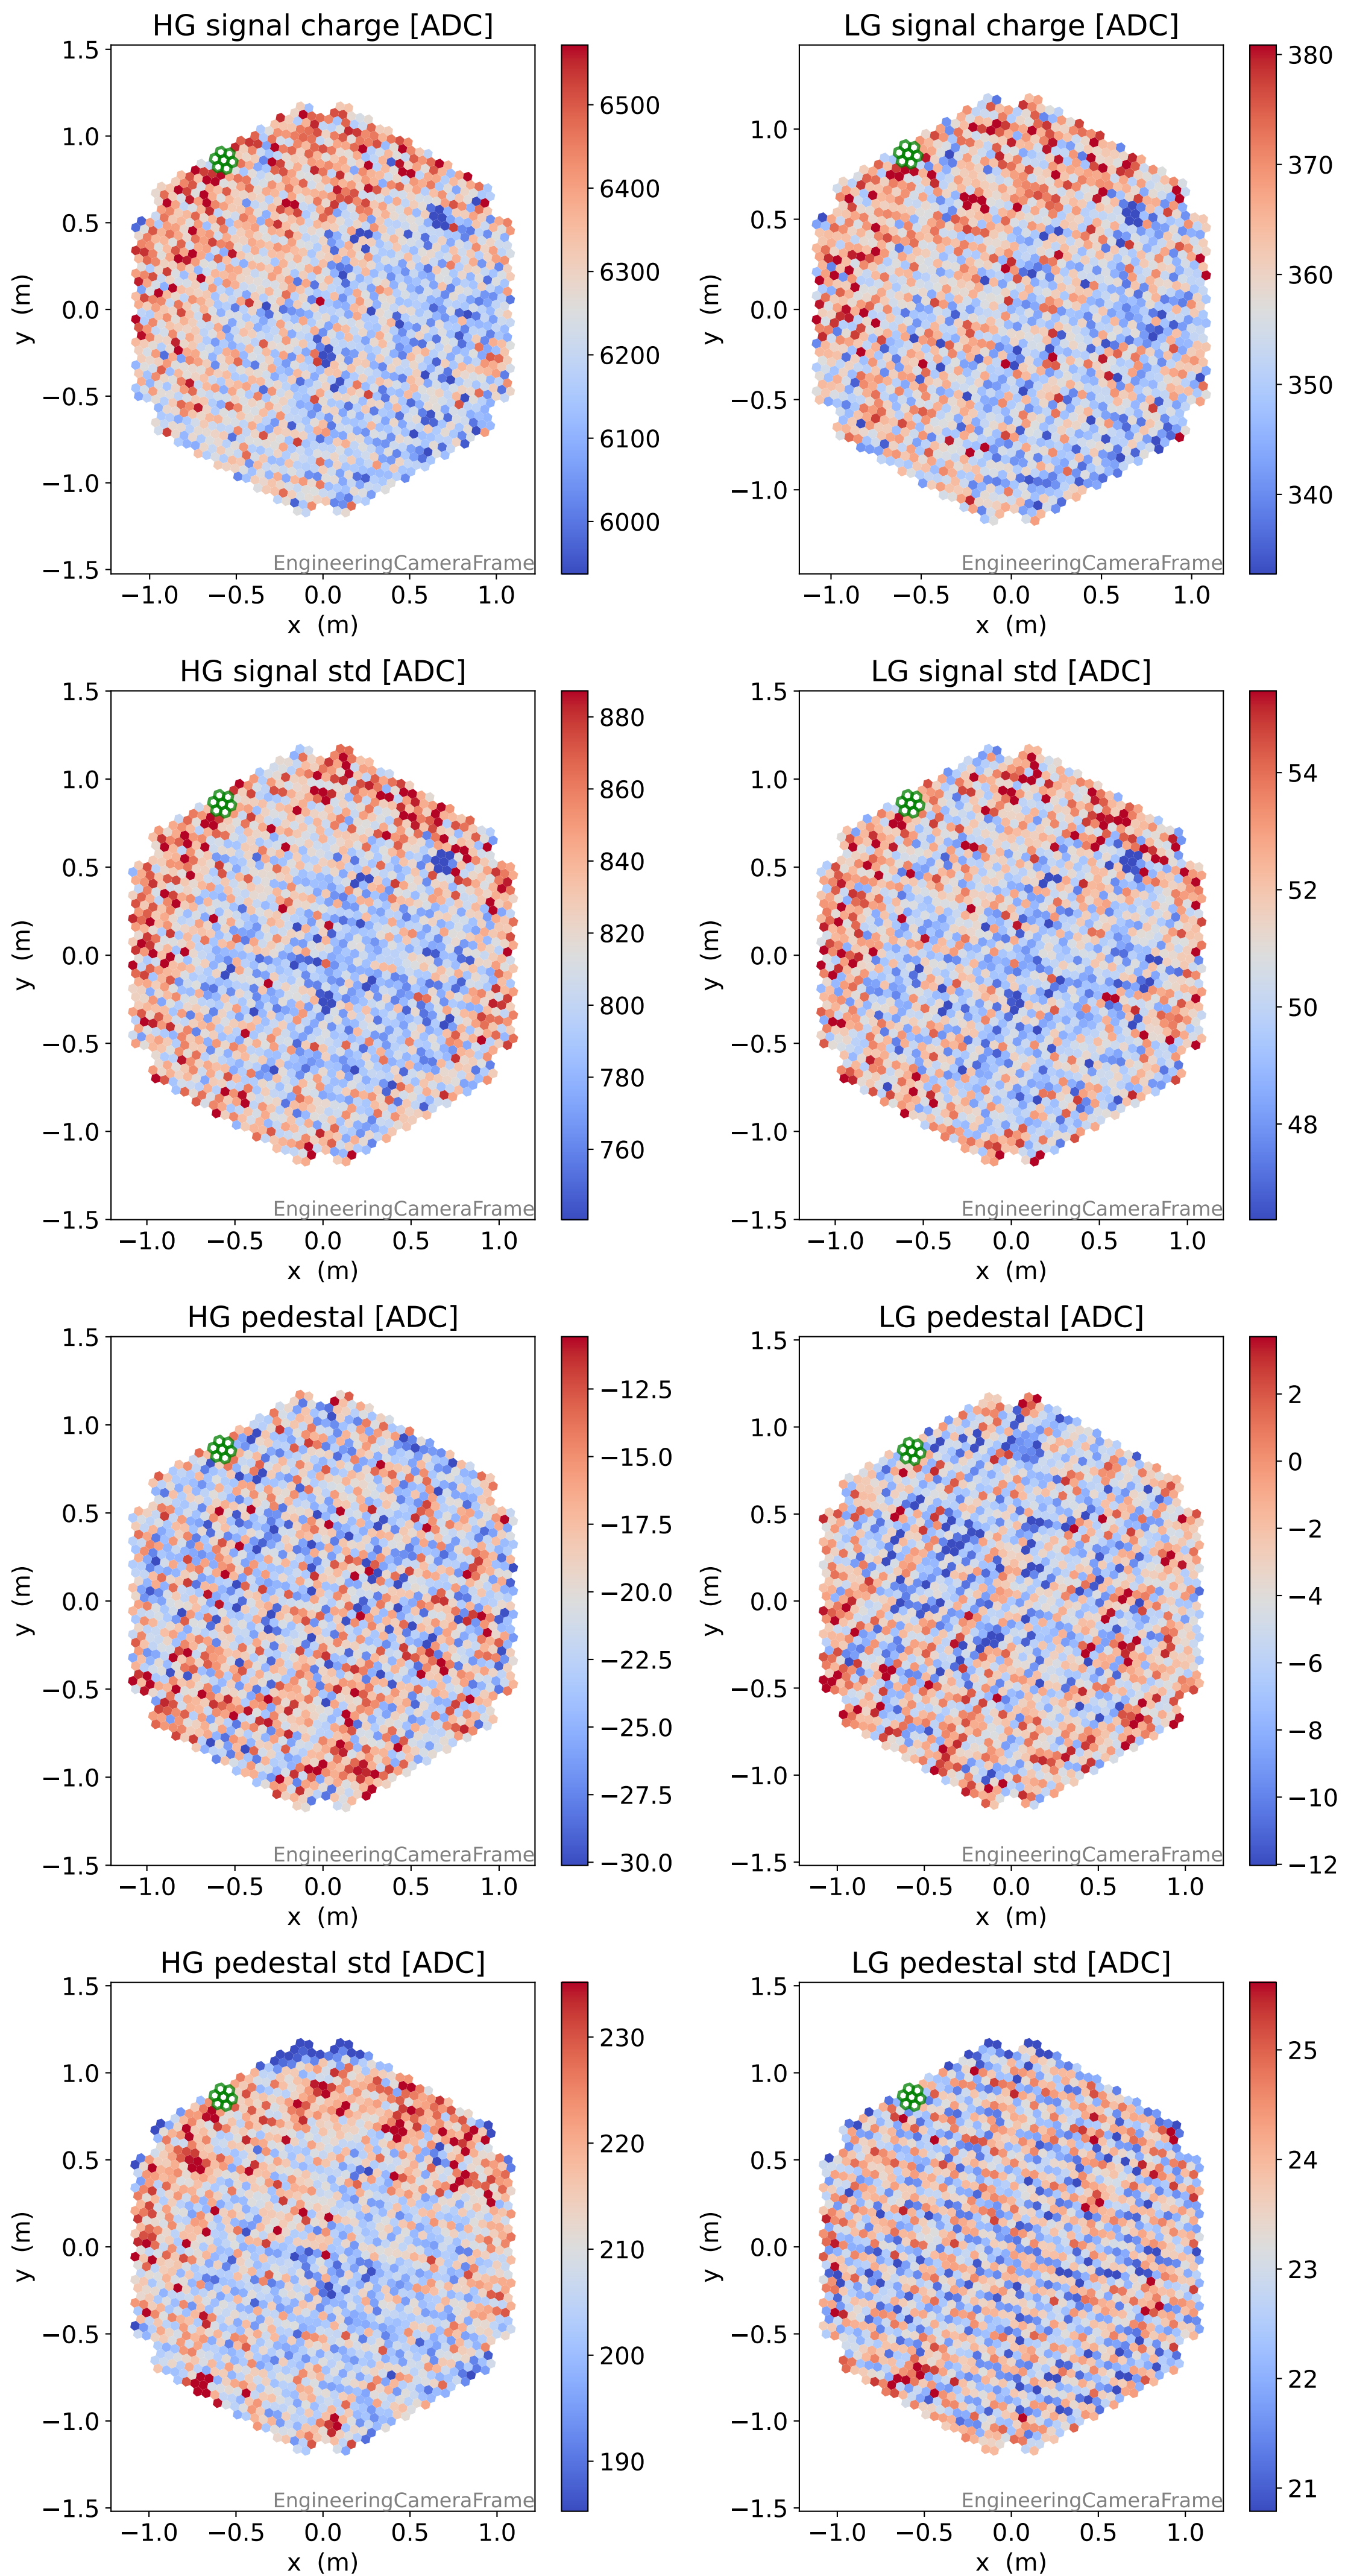 HG signal charge [ADC]
1.5
1.0
0.5
0.0
−0.5
−1.0
−1.5
y (m)
−1.0 −0.5 0.0 0.5 1.0
x (m)
EngineeringCameraFrame
6500
6400
6300
6200
6100
6000
LG signal charge [ADC]
1.0
0.5
0.0
−0.5
−1.0
y (m)
−1.0 −0.5 0.0 0.5 1.0
x (m)
EngineeringCameraFrame
380
370
360
350
340
HG signal std [ADC]
1.5
1.0
0.5
0.0
−0.5
−1.0
−1.5
y (m)
−1.0 −0.5 0.0 0.5 1.0
x (m)
EngineeringCameraFrame
880
860
840
820
800
780
760
LG signal std [ADC]
1.5
1.0
0.5
0.0
−0.5
−1.0
−1.5
y (m)
−1.0 −0.5 0.0 0.5 1.0
x (m)
EngineeringCameraFrame
54
52
50
48
HG pedestal [ADC]
1.5
1.0
0.5
0.0
−0.5
−1.0
−1.5
y (m)
−1.0 −0.5 0.0 0.5 1.0
x (m)
EngineeringCameraFrame
−12.5
−15.0
−17.5
−20.0
−22.5
−25.0
−27.5
−30.0
LG pedestal [ADC]
1.5
1.0
0.5
0.0
−0.5
−1.0
−1.5
y (m)
−1.0 −0.5 0.0 0.5 1.0
x (m)
EngineeringCameraFrame
2
0
−2
−4
−6
−8
−10
−12
HG pedestal std [ADC]
1.5
1.0
0.5
0.0
−0.5
−1.0
−1.5
y (m)
−1.0 −0.5 0.0 0.5 1.0
x (m)
EngineeringCameraFrame
230
220
210
200
190
LG pedestal std [ADC]
1.5
1.0
0.5
0.0
−0.5
−1.0
−1.5
y (m)
−1.0 −0.5 0.0 0.5 1.0
x (m)
EngineeringCameraFrame
25
24
23
22
21